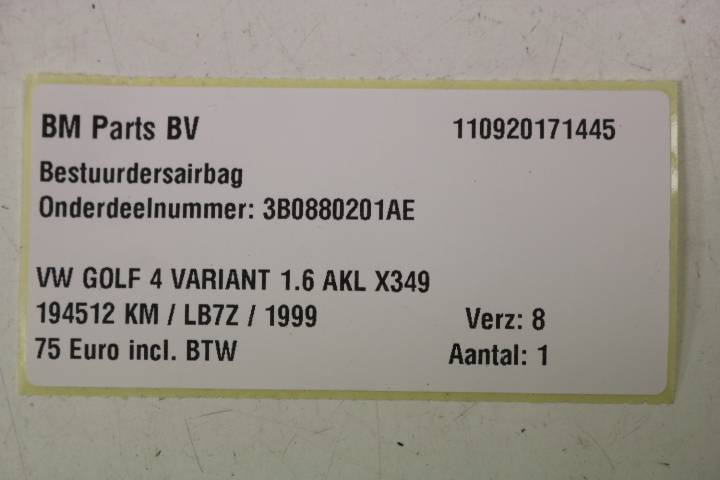 BM Parts BV 110920171445
Bestuurdersairbag
Onderdeelnummer: 3B0880201AE
VW GOLF 4 VARIANT 1.6 AKL X349
194512 KM / LB7Z / 1999 Verz: 8
75 Euro incl. BTW Aantal: 1